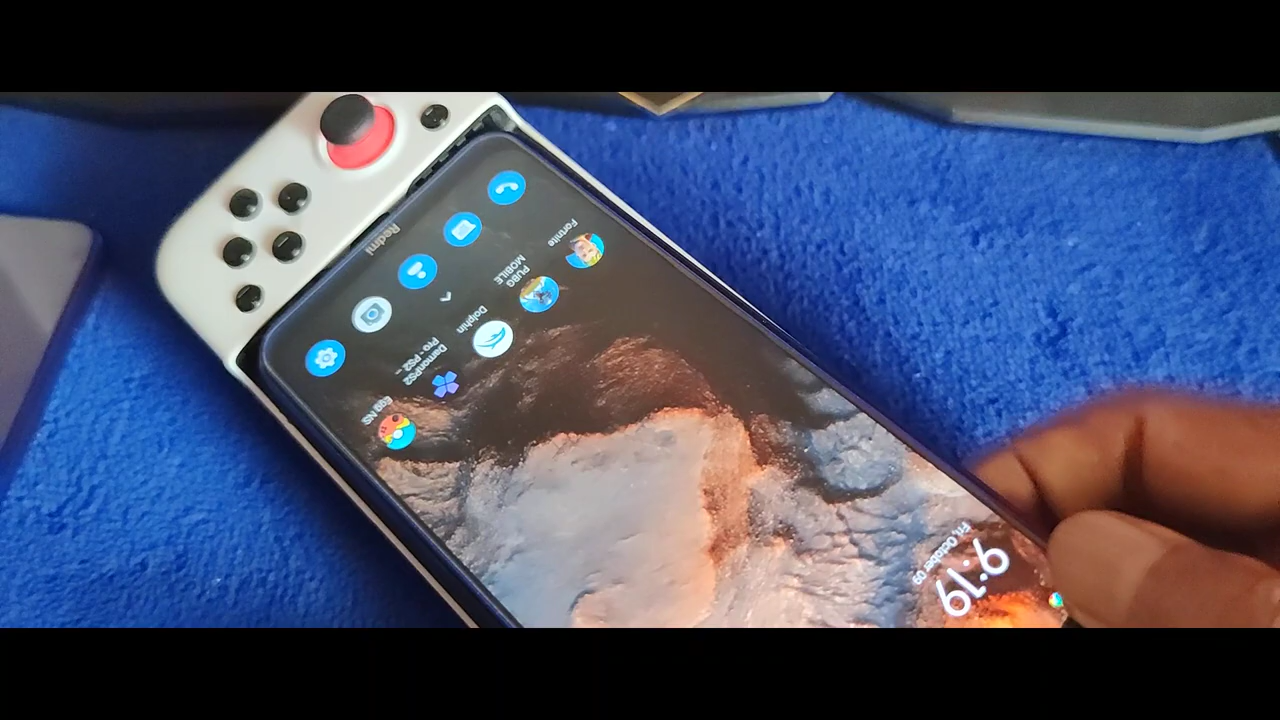 9:19
Fri, October 09
Egg NS
DamonPS2
Pro - PS2 ...
Dolphin
PUBG
MOBILE
Fortnite
Redmi